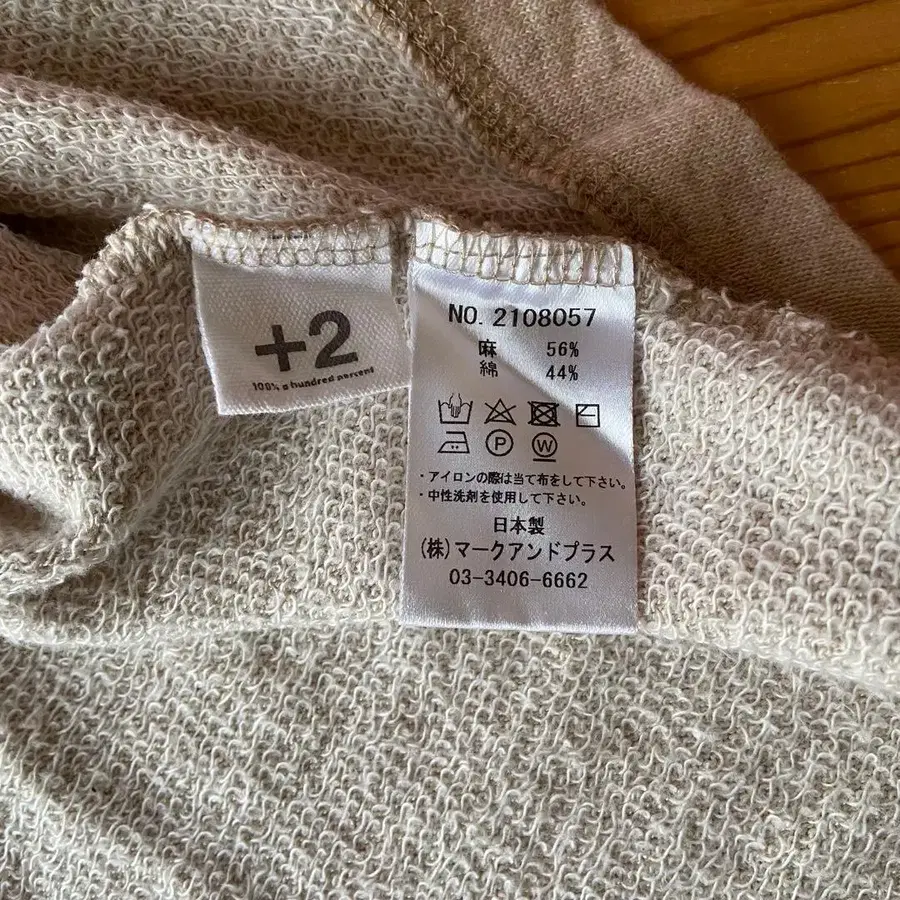 +2
100% a hundred percent
NO. 2108057
麻 56%
綿 44%
P
W
・アイロンの際は当て布をして下さい。
・中性洗剤を使用して下さい。
日本製
(株)マークアンドプラス
03-3406-6662